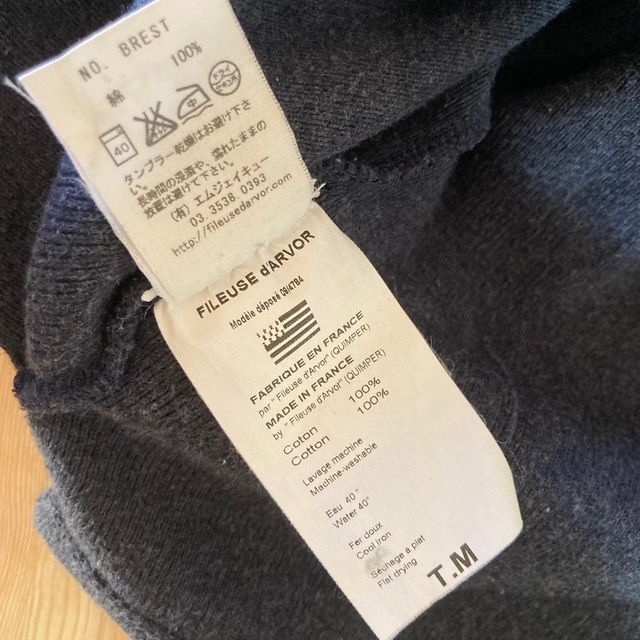 NO. BREST
綿 100%
40
中
ドライ
タンブラー乾燥はお避け下さ
い。
長時間の浸漬や、濡れたままの
放置は避けて下さい。
(有) エムジェイキュー
03. 3538. 0393
http://fileusedarvor.com
FILEUSE dARVOR
Modèle déposé 394784
FABRIQUE EN FRANCE
par " Fileuse d'Arvor" (QUIMPER)
MADE IN FRANCE
by " Fileuse d'Arvor" (QUIMPER)
Coton 100%
Cotton 100%
Lavage machine
Machine-washable
Eau 40°
Water 40°
Fer doux
Cool Iron
Séchage a plat
Flat drying
T.M